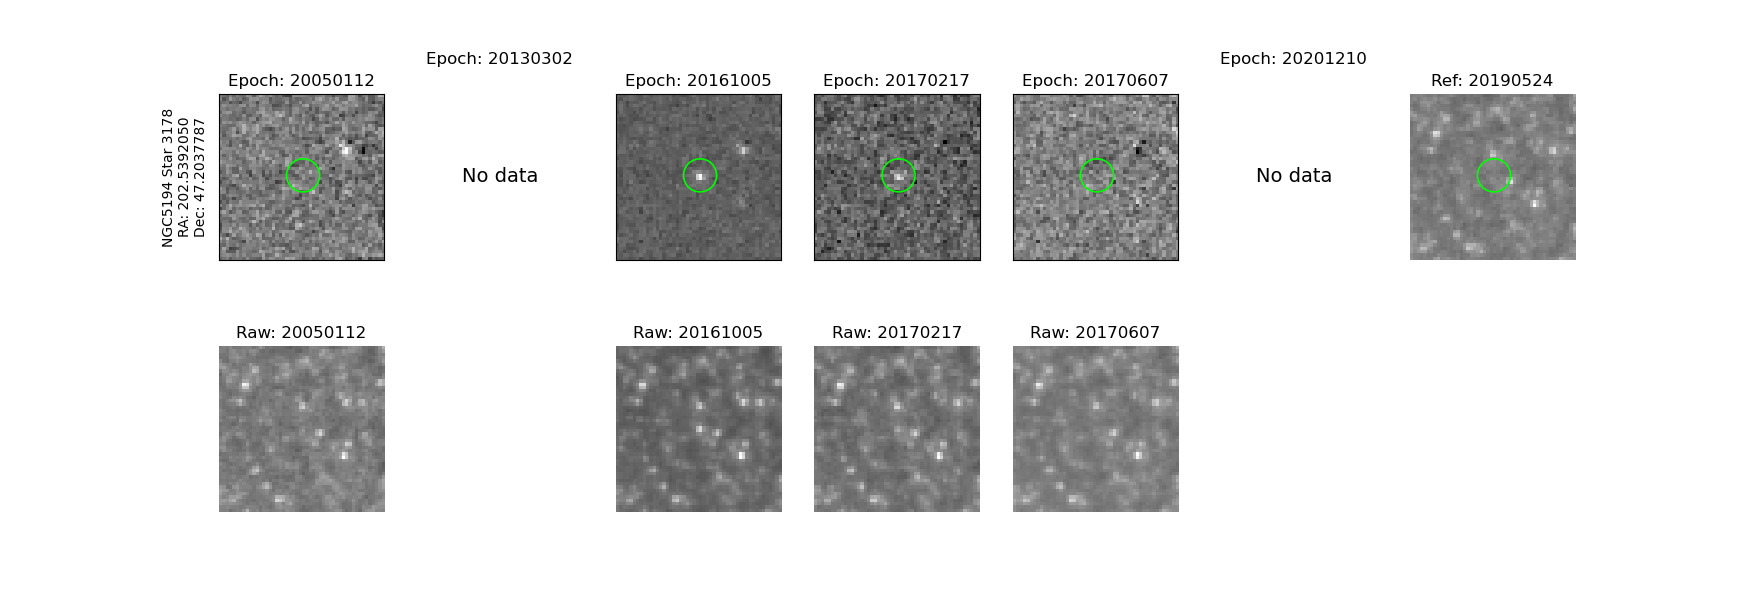 Epoch: 20130302
Epoch: 20201210
Epoch: 20050112
Epoch: 20161005
Epoch: 20170217
Epoch: 20170607
Ref: 20190524
NGC5194 Star 3178
RA: 202.5392050
Dec: 47.2037787
No data
No data
Raw: 20050112
Raw: 20161005
Raw: 20170217
Raw: 20170607